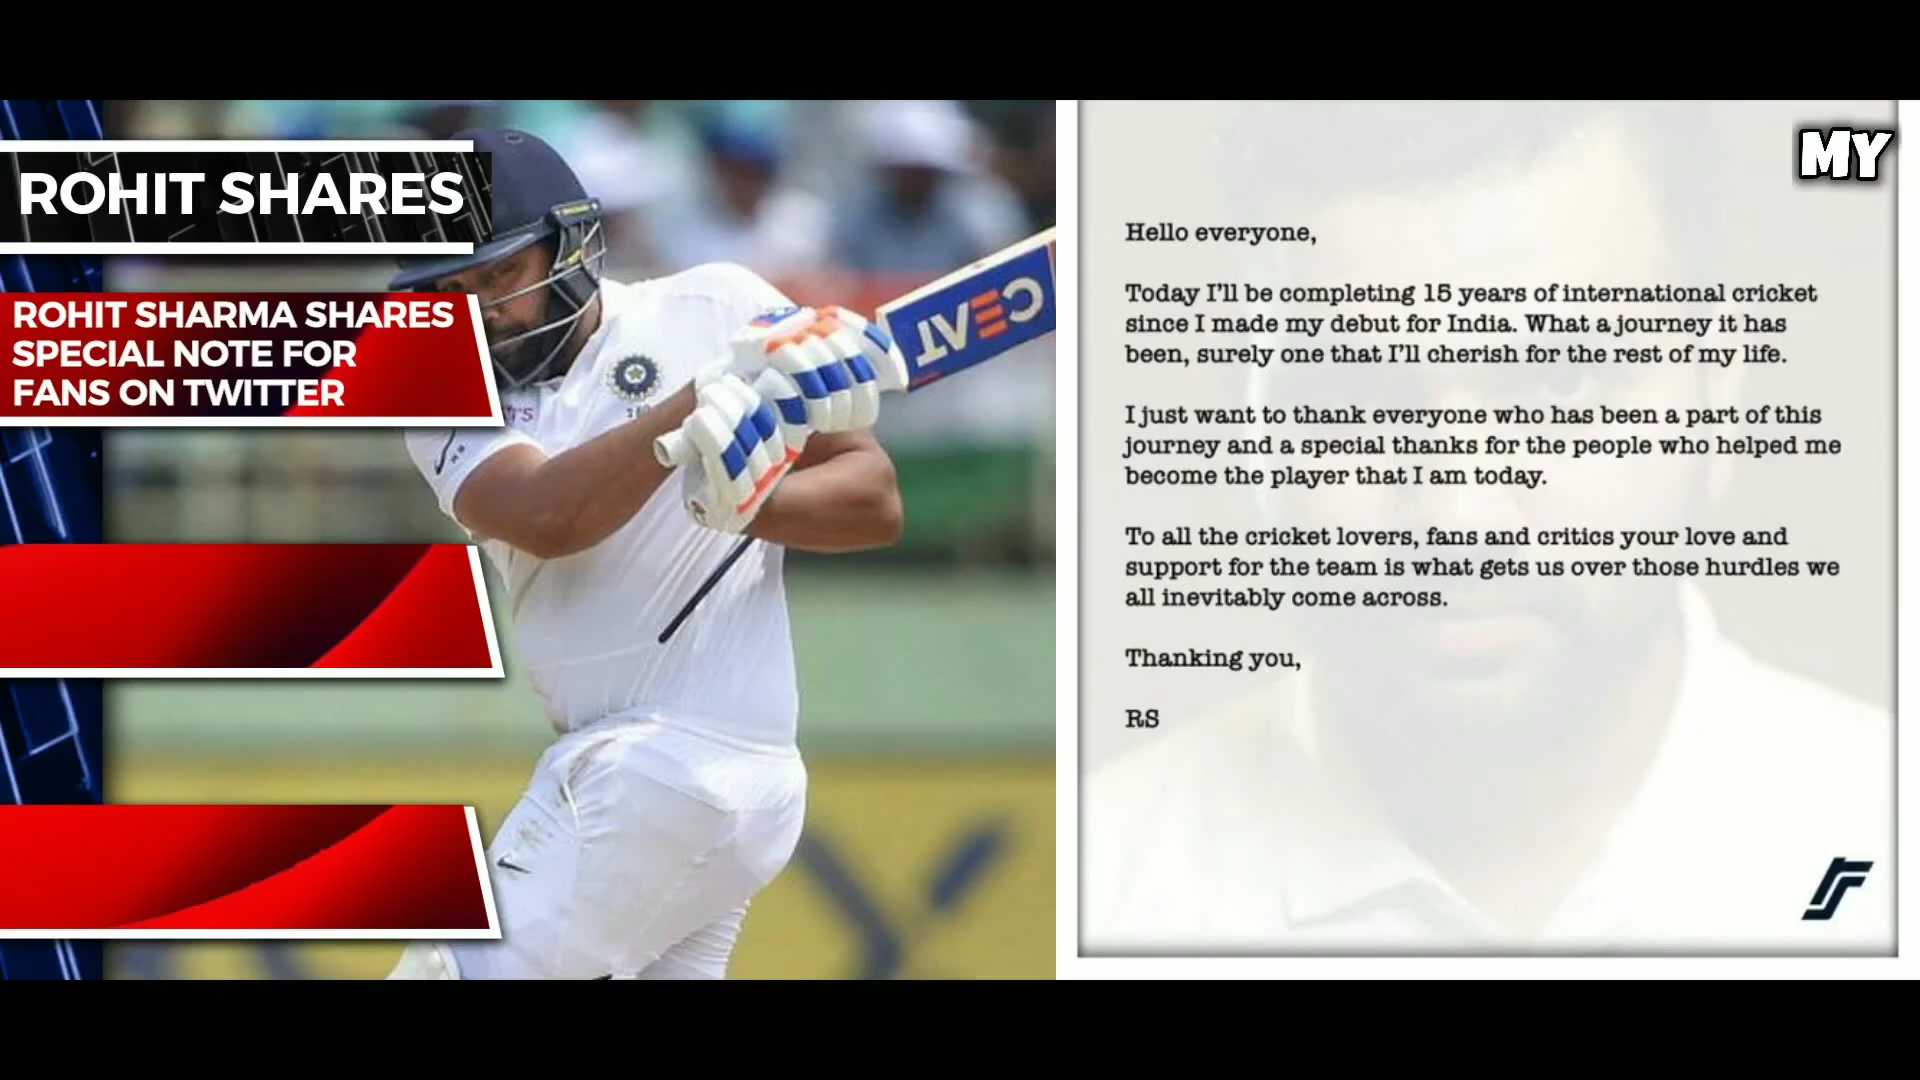 ROHIT SHARES
ROHIT SHARMA SHARES
SPECIAL NOTE FOR
FANS ON TWITTER
CEAT
MY
Hello everyone,
Today I'll be completing 15 years of international cricket
since I made my debut for India. What a journey it has
been, surely one that I'll cherish for the rest of my life.
I just want to thank everyone who has been a part of this
journey and a special thanks for the people who helped me
become the player that I am today.
To all the cricket lovers, fans and critics your love and
support for the team is what gets us over those hurdles we
all inevitably come across.
Thanking you,
RS